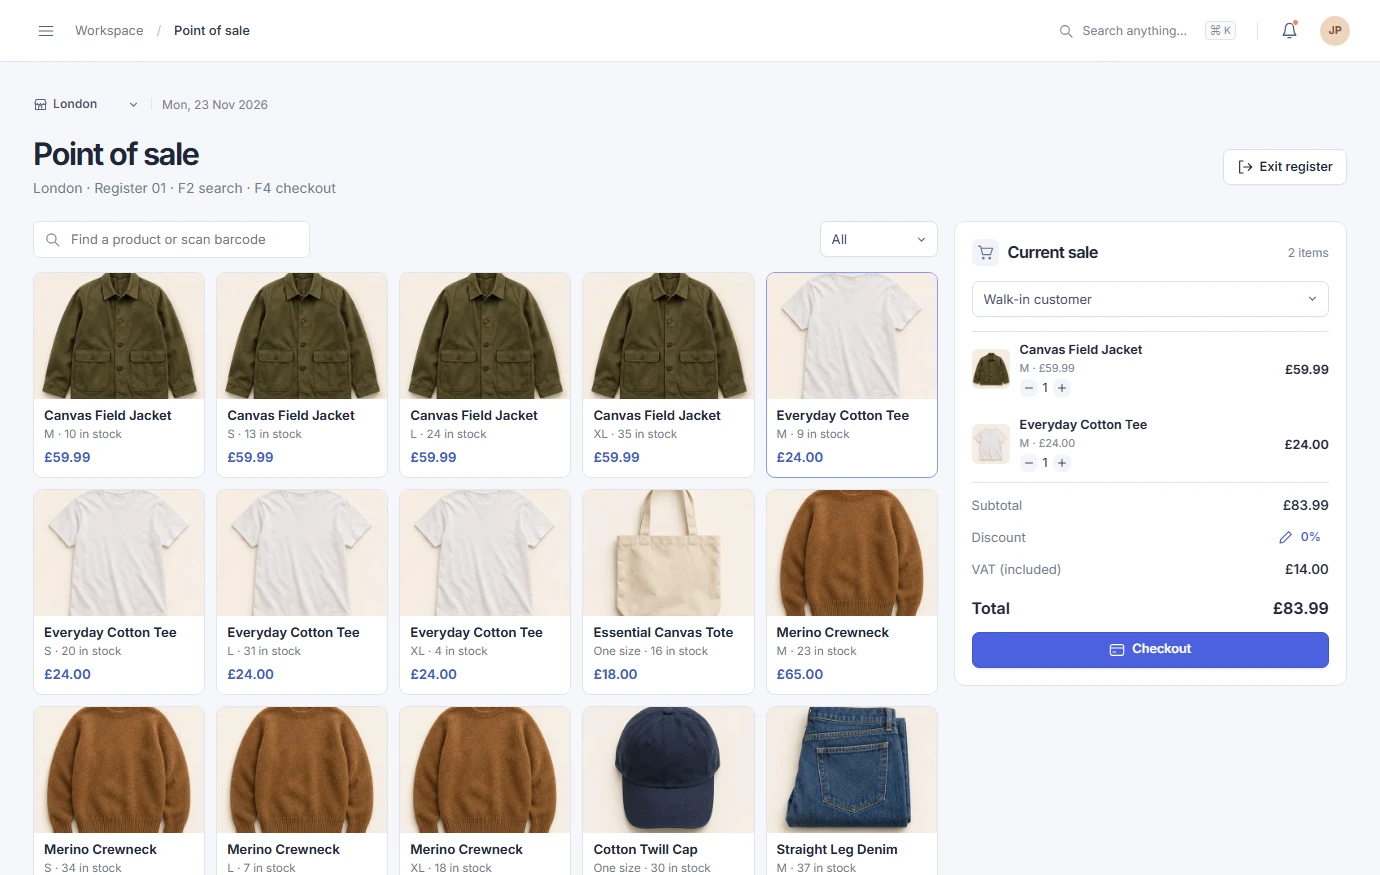 Workspace / Point of sale
Search anything... ⌘ K
JP
London
Mon, 23 Nov 2026
Point of sale
London · Register 01 · F2 search · F4 checkout
Exit register
Find a product or scan barcode
All
Canvas Field Jacket
M · 10 in stock
£59.99
Canvas Field Jacket
S · 13 in stock
£59.99
Canvas Field Jacket
L · 24 in stock
£59.99
Canvas Field Jacket
XL · 35 in stock
£59.99
Everyday Cotton Tee
M · 9 in stock
£24.00
Everyday Cotton Tee
S · 20 in stock
£24.00
Everyday Cotton Tee
L · 31 in stock
£24.00
Everyday Cotton Tee
XL · 4 in stock
£24.00
Essential Canvas Tote
One size · 16 in stock
£18.00
Merino Crewneck
M · 23 in stock
£65.00
Merino Crewneck
S · 34 in stock
Merino Crewneck
L · 7 in stock
Merino Crewneck
XL · 18 in stock
Cotton Twill Cap
One size · 30 in stock
Straight Leg Denim
M · 37 in stock
Current sale
2 items
Walk-in customer
Canvas Field Jacket
M · £59.99
− 1 +
£59.99
Everyday Cotton Tee
M · £24.00
− 1 +
£24.00
Subtotal £83.99
Discount 0%
VAT (included) £14.00
Total £83.99
Checkout